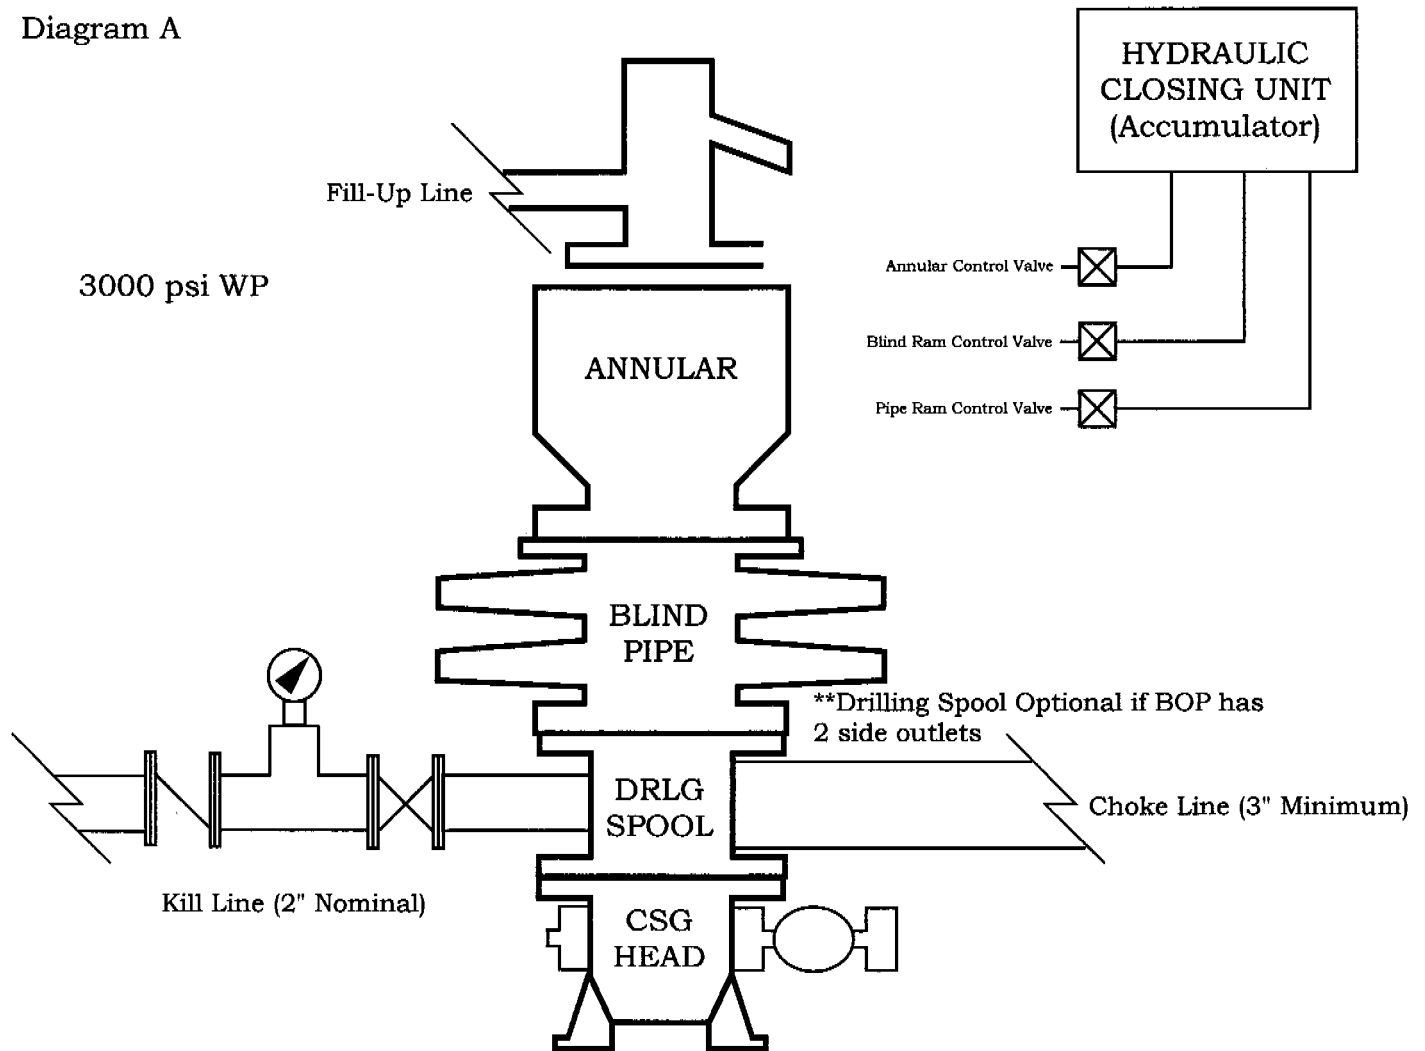 Diagram A
HYDRAULIC
CLOSING UNIT
(Accumulator)
Fill-Up Line
Annular Control Valve
3000 psi WP
Blind Ram Control Valve
ANNULAR
Pipe Ram Control Valve
BLIND
PIPE
**Drilling Spool Optional if BOP has
2 side outlets
DRLG
SPOOL
Choke Line (3" Minimum)
Kill Line (2" Nominal)
CSG
HEAD